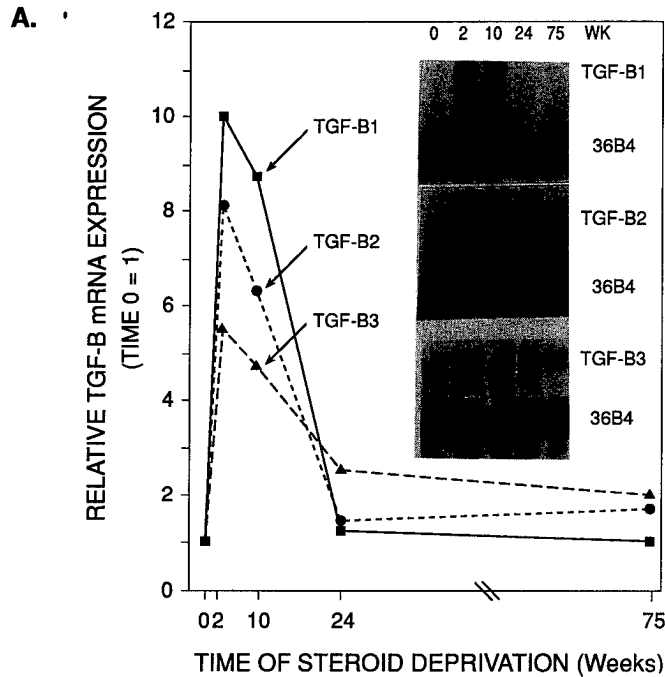 A.
RELATIVE TGF-B mRNA EXPRESSION
(TIME 0 = 1)
12
10
8
6
4
2
0
TGF-B1
TGF-B2
TGF-B3
0 2 10 24 75 WK
TGF-B1
36B4
TGF-B2
36B4
TGF-B3
36B4
0 2 10 24 75
TIME OF STEROID DEPRIVATION (Weeks)